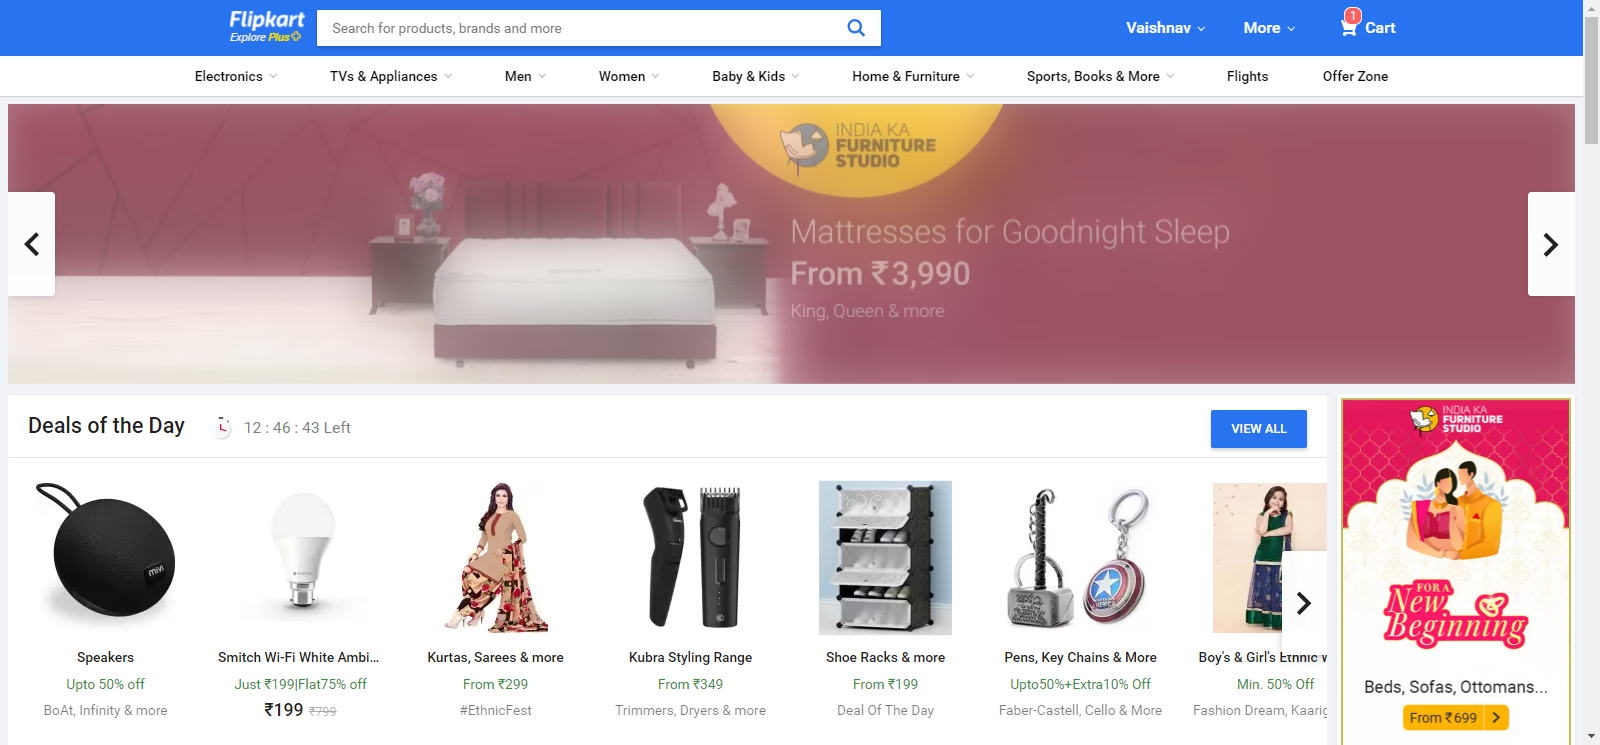 Flipkart
Explore Plus
Search for products, brands and more
Vaishnav
More
1
Cart
Electronics
TVs & Appliances
Men
Women
Baby & Kids
Home & Furniture
Sports, Books & More
Flights
Offer Zone
INDIA KA
FURNITURE
STUDIO
Mattresses for Goodnight Sleep
From ₹3,990
King, Queen & more
Deals of the Day
12 : 46 : 43 Left
VIEW ALL
mivi
Speakers
Upto 50% off
BoAt, Infinity & more
Smitch Wi-Fi White Ambi...
Just ₹199|Flat75% off
₹199 ₹799
Kurtas, Sarees & more
From ₹299
#EthnicFest
Kubra Styling Range
From ₹349
Trimmers, Dryers & more
Shoe Racks & more
From ₹199
Deal Of The Day
Pens, Key Chains & More
Upto50%+Extra10% Off
Faber-Castell, Cello & More
Boy's & Girl's Ethnic w
Min. 50% Off
Fashion Dream, Kaarig
INDIA KA
FURNITURE
STUDIO
FOR A
New
Beginning
Beds, Sofas, Ottomans...
From ₹699